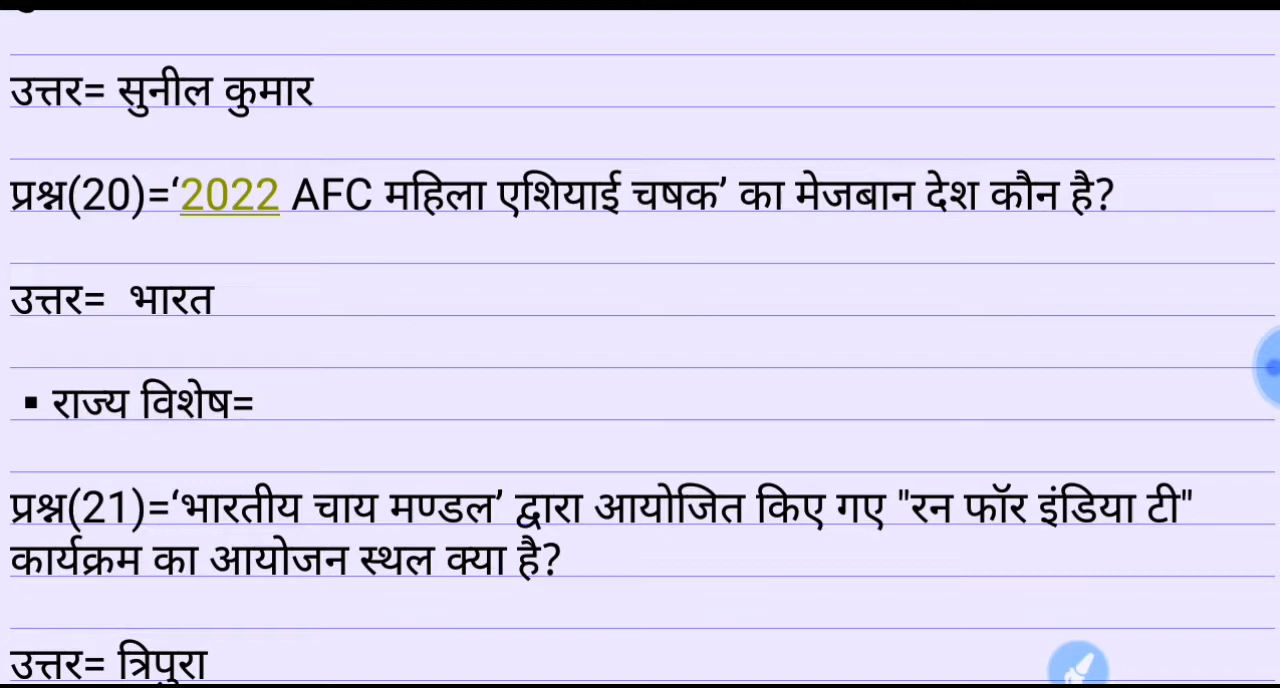 उत्तर= सुनील कुमार
प्रश्न(20)=‘2022 AFC महिला एशियाई चषक’ का मेजबान देश कौन है?
उत्तर= भारत
▪ राज्य विशेष=
प्रश्न(21)=‘भारतीय चाय मण्डल’ द्वारा आयोजित किए गए "रन फॉर इंडिया टी"
कार्यक्रम का आयोजन स्थल क्या है?
उत्तर= त्रिपुरा